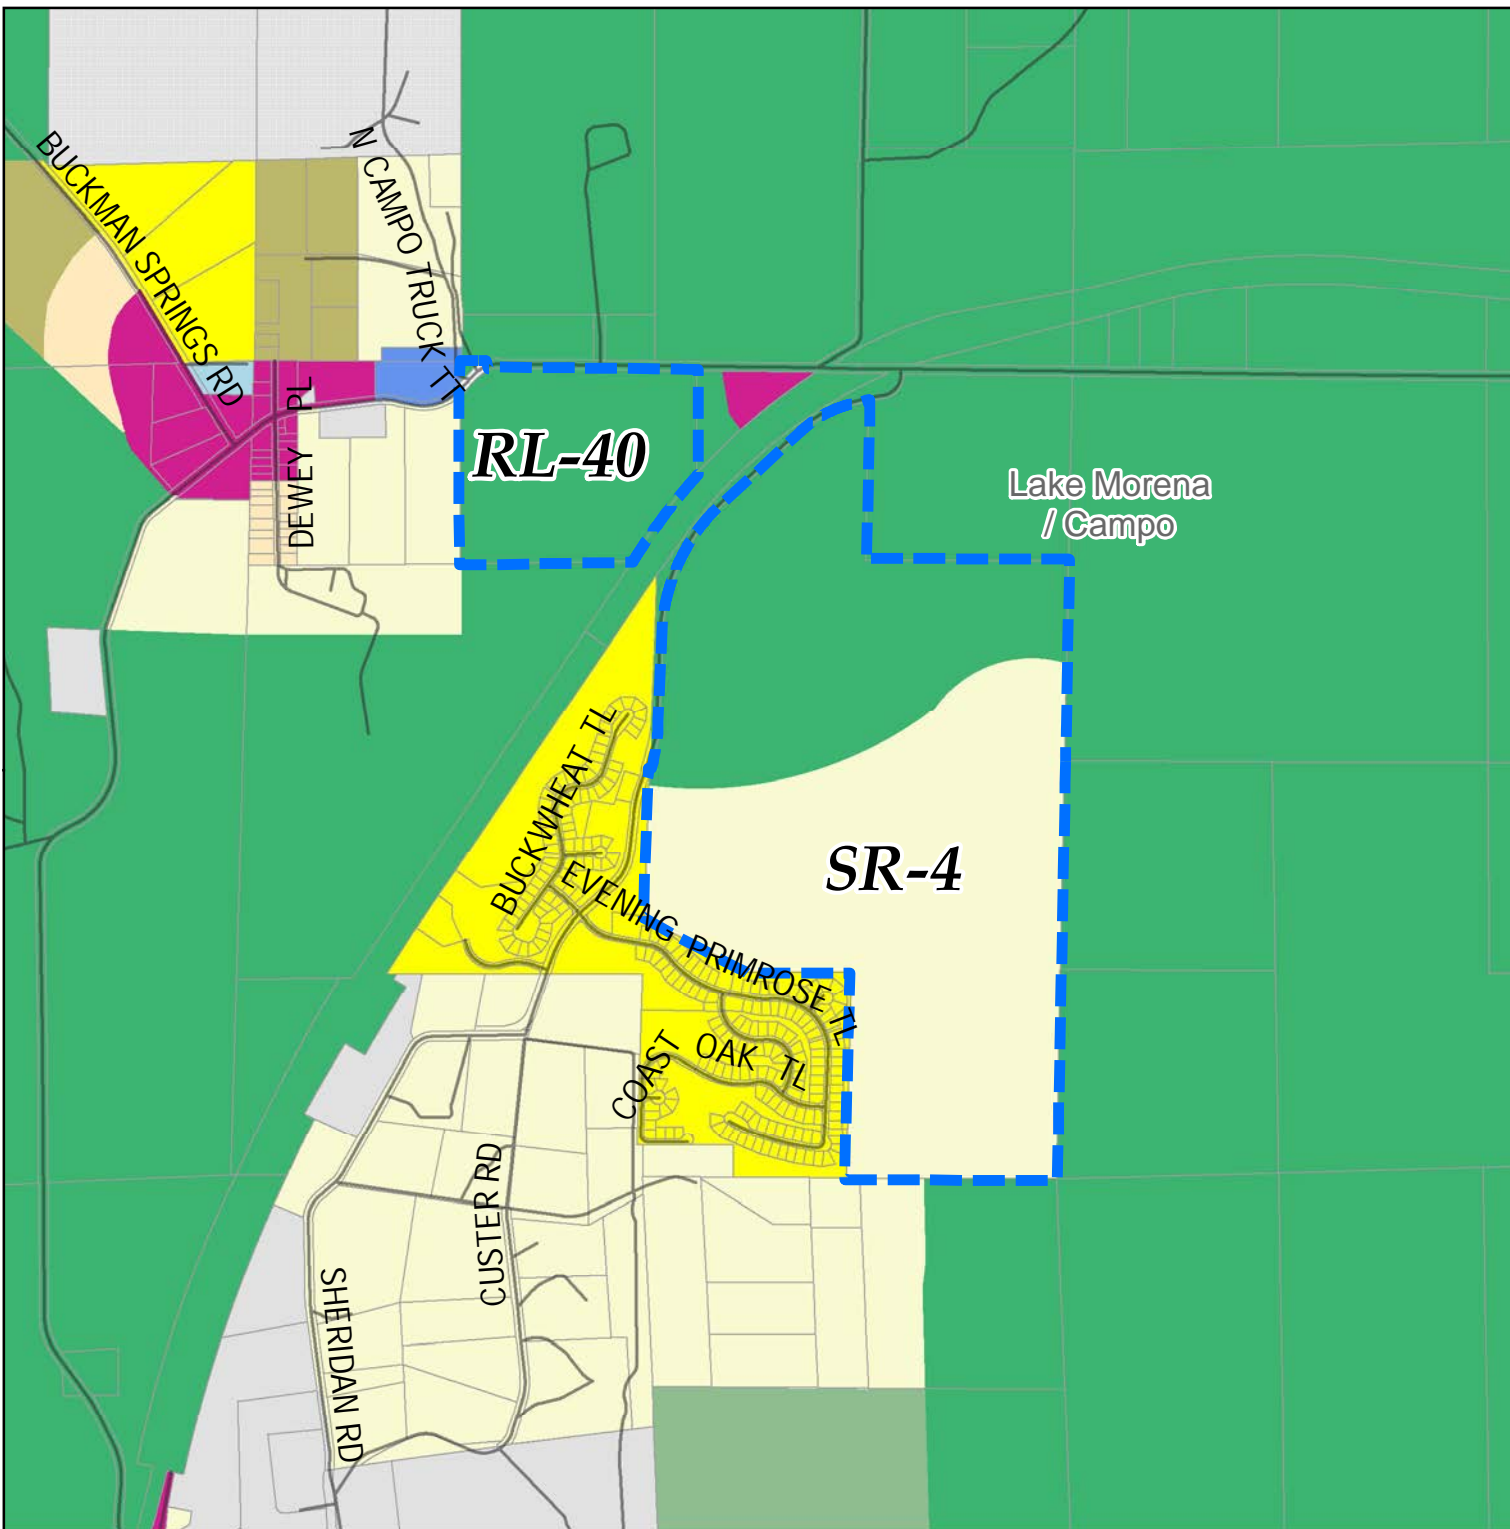 BUCKMAN SPRINGS RD
N CAMPO TRUCK TT
DEWEY PL
RL-40
Lake Morena
/ Campo
BUCKWHEAT TL
SR-4
EVENING PRIMROSE TL
COAST OAK TL
CUSTER RD
SHERIDAN RD